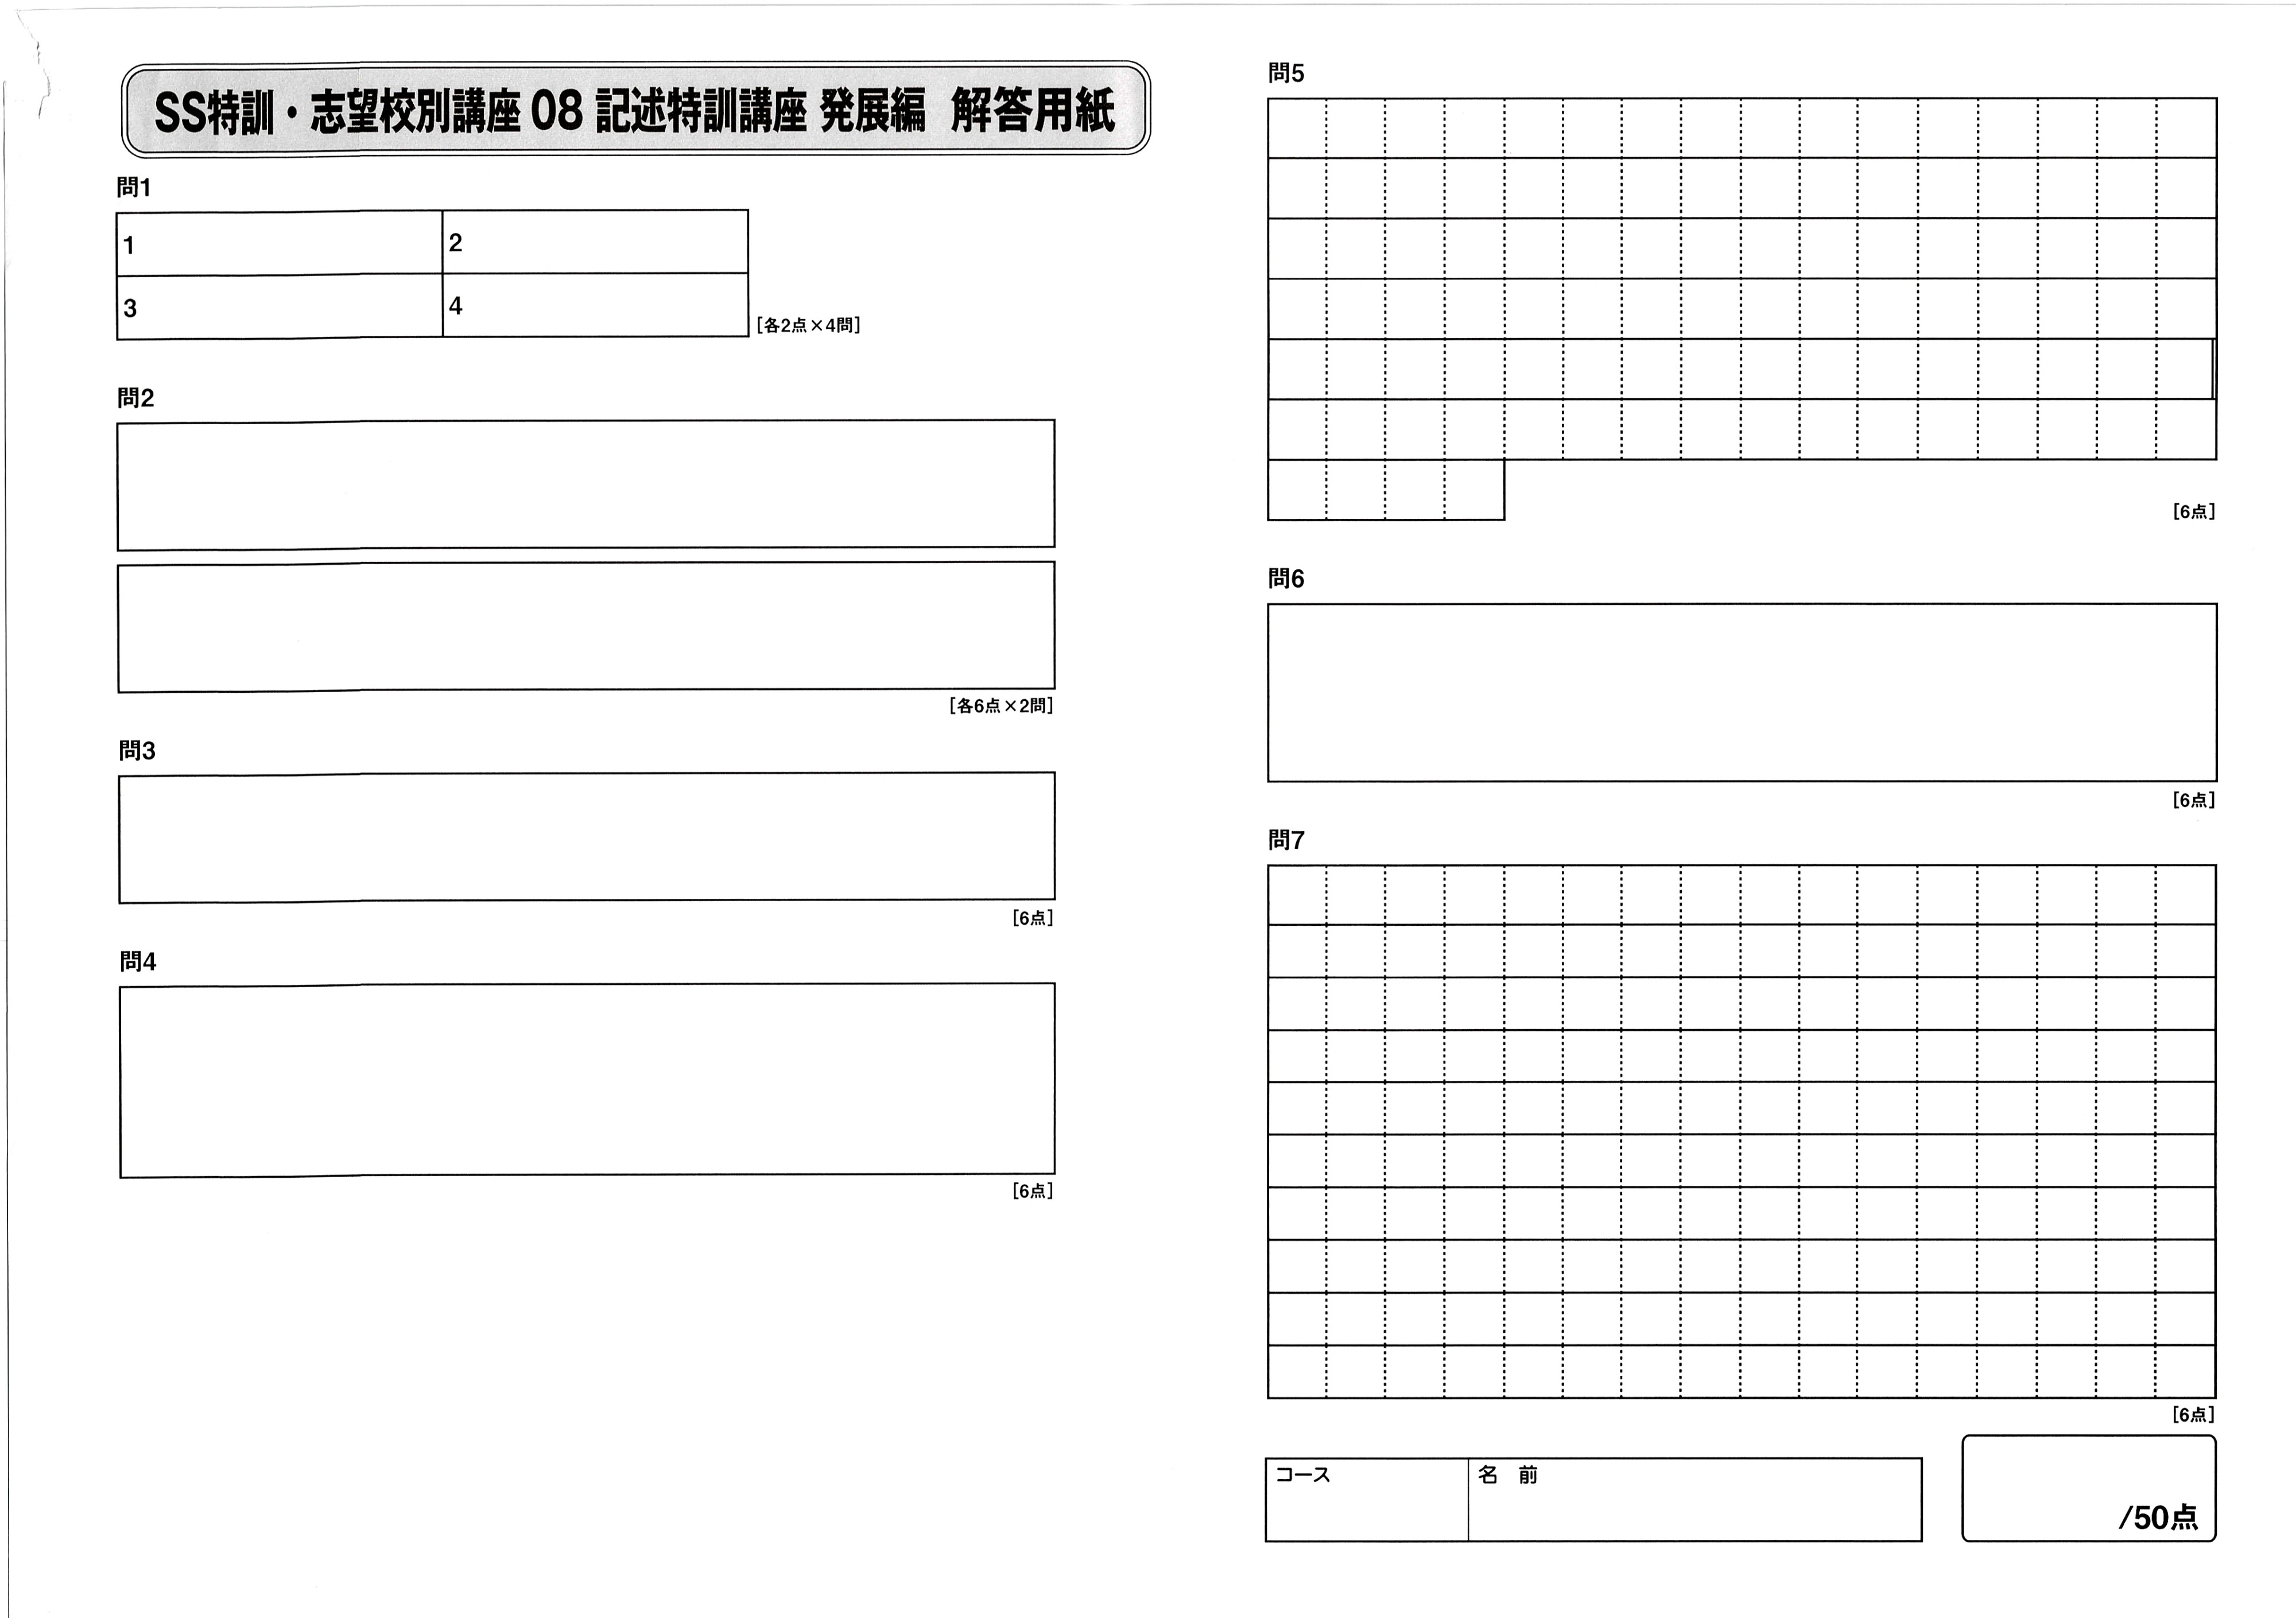 SS特訓・志望校別講座 08 記述特訓講座 発展編 解答用紙
問1
1
2
3
4
[各2点×4問]
問2
[各6点×2問]
問3
[6点]
問4
[6点]
問5
[6点]
問6
[6点]
問7
[6点]
コース
名 前
/50点